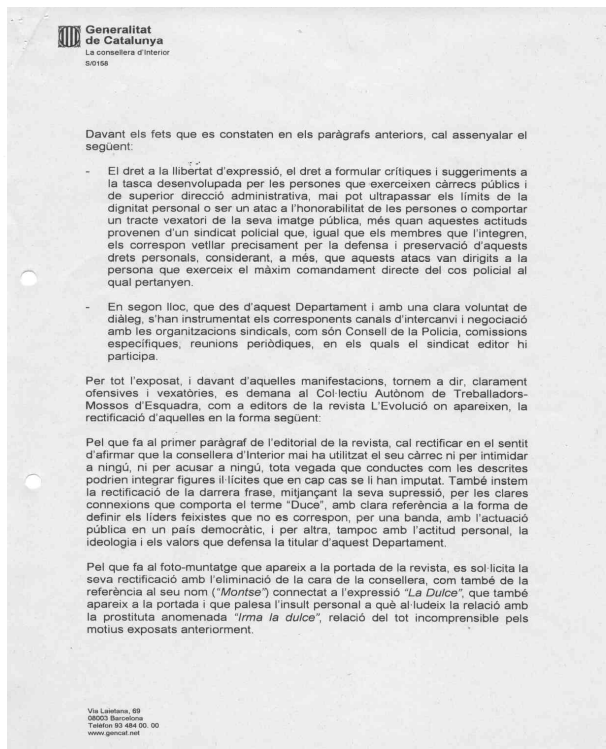 Generalitat
de Catalunya
La consellera d'Interior
S/0158
Davant els fets que es constaten en els paràgrafs anteriors, cal assenyalar el
següent:
- El dret a la llibertat d'expressió, el dret a formular crítiques i suggeriments a
la tasca desenvolupada per les persones que exerceixen càrrecs públics i
de superior direcció administrativa, mai pot ultrapassar els límits de la
dignitat personal o ser un atac a l'honorabilitat de les persones o comportar
un tracte vexatori de la seva imatge pública, més quan aquestes actituds
provenen d'un sindicat policial que, igual que els membres que l'integren,
els correspon vetllar precisament per la defensa i preservació d'aquests
drets personals, considerant, a més, que aquests atacs van dirigits a la
persona que exerceix el màxim comandament directe del cos policial al
qual pertanyen.
- En segon lloc, que des d'aquest Departament i amb una clara voluntat de
diàleg, s'han instrumentat els corresponents canals d'intercanvi i negociació
amb les organitzacions sindicals, com són Consell de la Policia, comissions
específiques, reunions periòdiques, en els quals el sindicat editor hi
participa.
Per tot l'exposat, i davant d'aquelles manifestacions, tornem a dir, clarament
ofensives i vexatòries, es demana al Col·lectiu Autònom de Treballadors-
Mossos d'Esquadra, com a editors de la revista L'Evolució on apareixen, la
rectificació d'aquelles en la forma següent:
Pel que fa al primer paràgraf de l'editorial de la revista, cal rectificar en el sentit
d'afirmar que la consellera d'Interior mai ha utilitzat el seu càrrec ni per intimidar
a ningú, ni per acusar a ningú, tota vegada que conductes com les descrites
podrien integrar figures il·lícites que en cap cas se li han imputat. També instem
la rectificació de la darrera frase, mitjançant la seva supressió, per les clares
connexions que comporta el terme "Duce", amb clara referència a la forma de
definir els líders feixistes que no es correspon, per una banda, amb l'actuació
pública en un país democràtic, i per altra, tampoc amb l'actitud personal, la
ideologia i els valors que defensa la titular d'aquest Departament.
Pel que fa al foto-muntatge que apareix a la portada de la revista, es sol·licita la
seva rectificació amb l'eliminació de la cara de la consellera, com també de la
referència al seu nom ("Montse") connectat a l'expressió "La Dulce", que també
apareix a la portada i que palesa l'insult personal a què al·ludeix la relació amb
la prostituta anomenada "Irma la dulce", relació del tot incomprensible pels
motius exposats anteriorment.
Via Laietana, 69
08003 Barcelona
Telèfon 93 484 00. 00
www.gencat.net